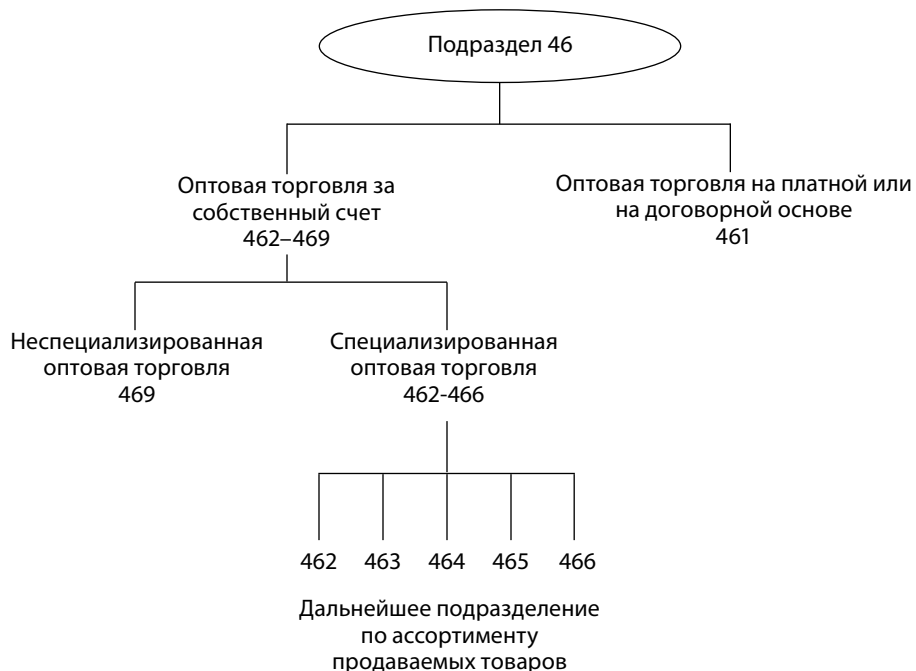 Подраздел 46
Оптовая торговля за
собственный счет
462–469
Оптовая торговля на платной или
на договорной основе
461
Неспециализированная
оптовая торговля
469
Специализированная
оптовая торговля
462-466
462 463 464 465 466
Дальнейшее подразделение
по ассортименту
продаваемых товаров